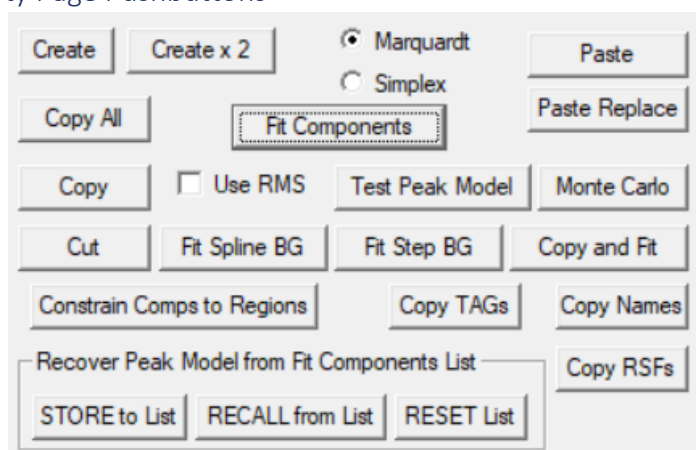 Page Pushbuttons
Create
Create x 2
Marquardt
Simplex
Paste
Copy All
Fit Components
Paste Replace
Copy
Use RMS
Test Peak Model
Monte Carlo
Cut
Fit Spline BG
Fit Step BG
Copy and Fit
Constrain Comps to Regions
Copy TAGs
Copy Names
Recover Peak Model from Fit Components List
Copy RSFs
STORE to List
RECALL from List
RESET List